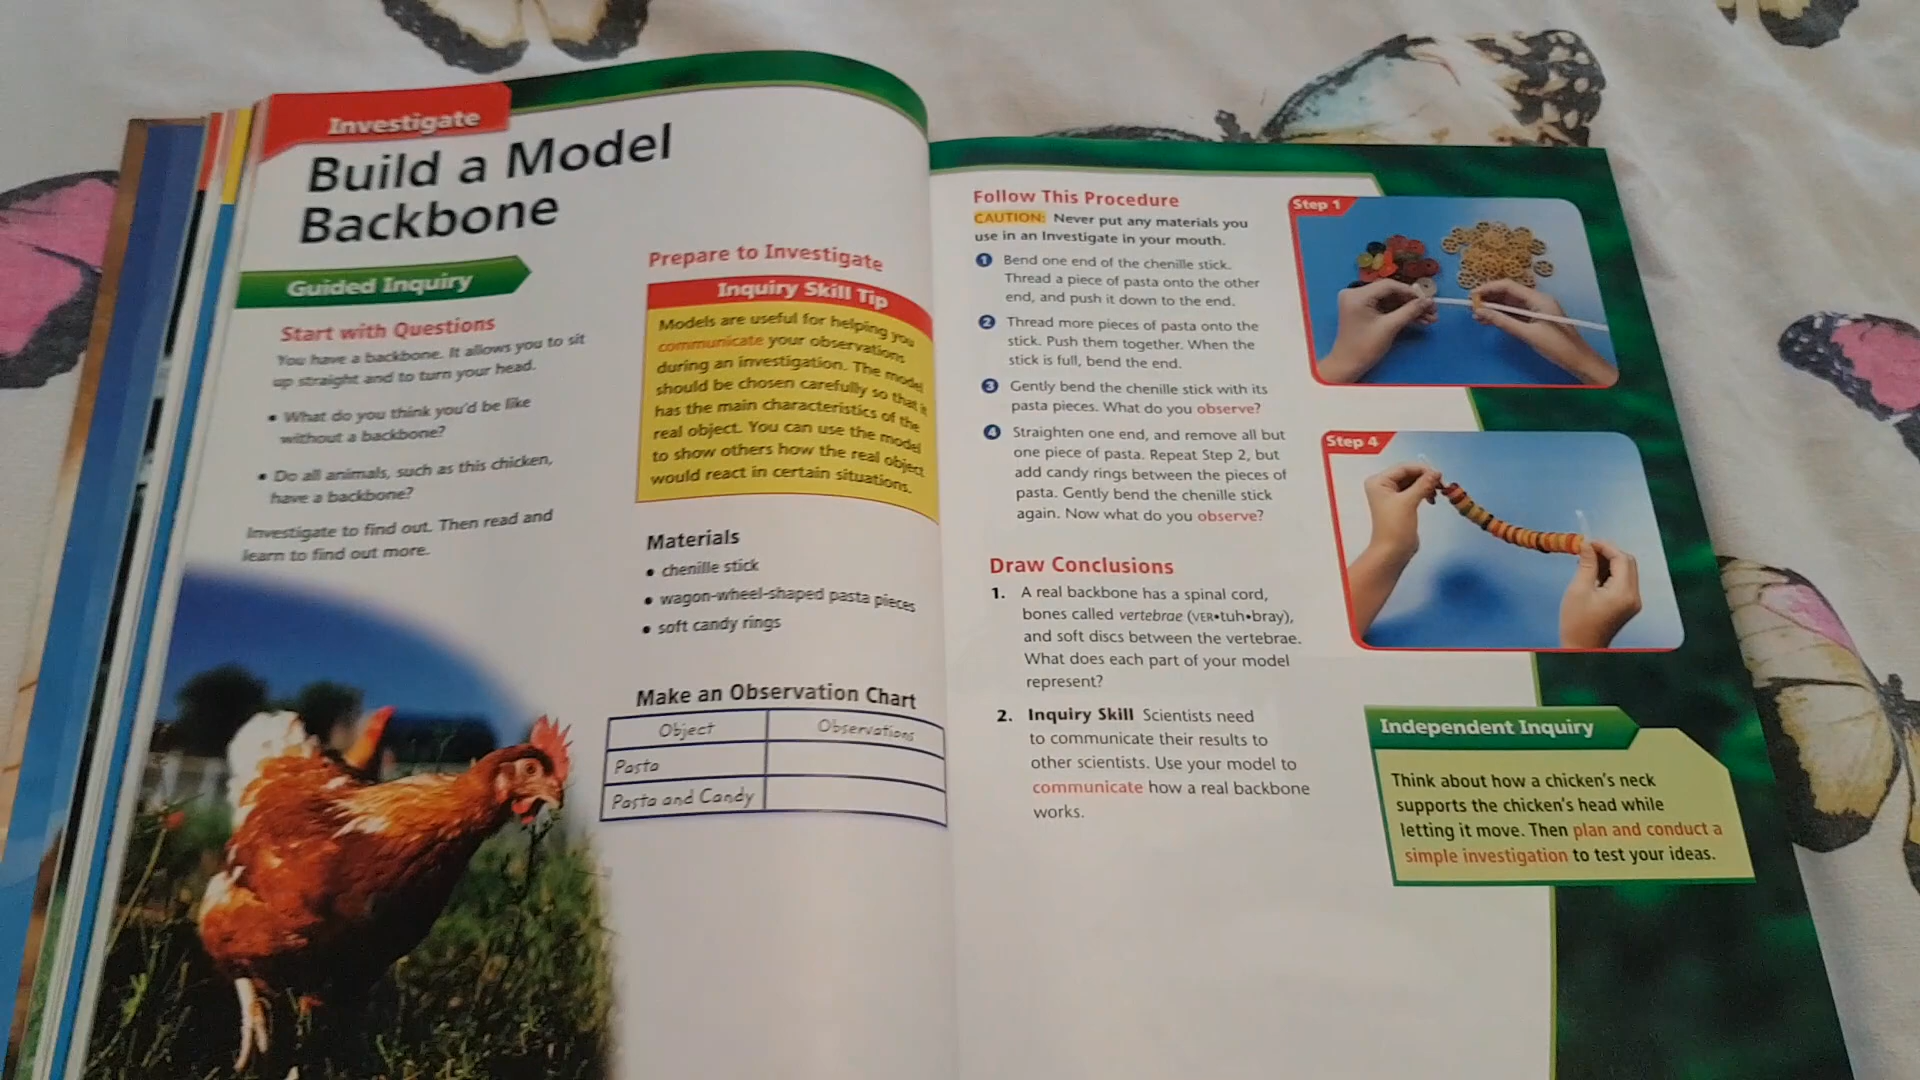 Investigate
Build a Model
Backbone
Guided Inquiry
Start with Questions
You have a backbone. It allows you to sit
up straight and to turn your head.
• What do you think you'd be like
without a backbone?
• Do all animals, such as this chicken,
have a backbone?
Investigate to find out. Then read and
learn to find out more.
Prepare to Investigate
Inquiry Skill Tip
Models are useful for helping you
communicate your observations
during an investigation. The model
should be chosen carefully so that it
has the main characteristics of the
real object. You can use the model
to show others how the real object
would react in certain situations.
Materials
• chenille stick
• wagon-wheel-shaped pasta pieces
• soft candy rings
Make an Observation Chart
Object Observations
Pasta
Pasta and Candy
Follow This Procedure
CAUTION: Never put any materials you
use in an Investigate in your mouth.
1 Bend one end of the chenille stick.
Thread a piece of pasta onto the other
end, and push it down to the end.
2 Thread more pieces of pasta onto the
stick. Push them together. When the
stick is full, bend the end.
3 Gently bend the chenille stick with its
pasta pieces. What do you observe?
4 Straighten one end, and remove all but
one piece of pasta. Repeat Step 2, but
add candy rings between the pieces of
pasta. Gently bend the chenille stick
again. Now what do you observe?
Draw Conclusions
1. A real backbone has a spinal cord,
bones called vertebrae (VER•tuh•bray),
and soft discs between the vertebrae.
What does each part of your model
represent?
2. Inquiry Skill Scientists need
to communicate their results to
other scientists. Use your model to
communicate how a real backbone
works.
Step 1
Step 4
Independent Inquiry
Think about how a chicken's neck
supports the chicken's head while
letting it move. Then plan and conduct a
simple investigation to test your ideas.